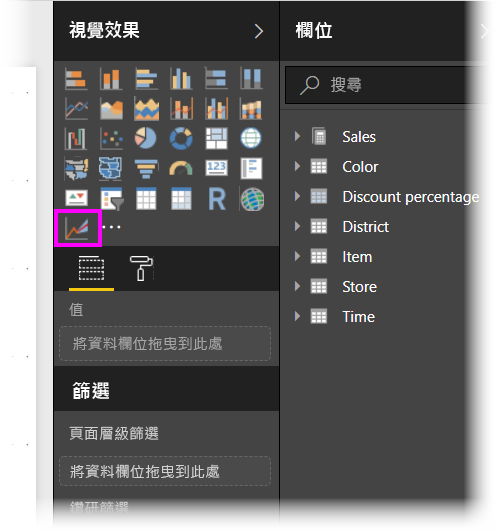 視覺效果
值
將資料欄位拖曳到此處
篩選
頁面層級篩選
將資料欄位拖曳到此處
鑽研篩選
欄位
搜尋
Sales
Color
Discount percentage
District
Item
Store
Time
123
R